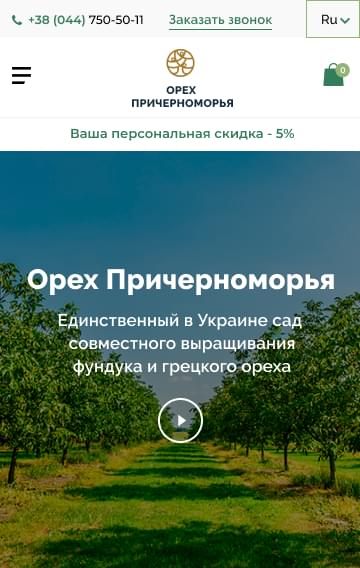 +38 (044) 750-50-11
Заказать звонок
Ru
ОРЕХ
ПРИЧЕРНОМОРЬЯ
0
Ваша персональная скидка - 5%
Орех Причерноморья
Единственный в Украине сад
совместного выращивания
фундука и грецкого ореха